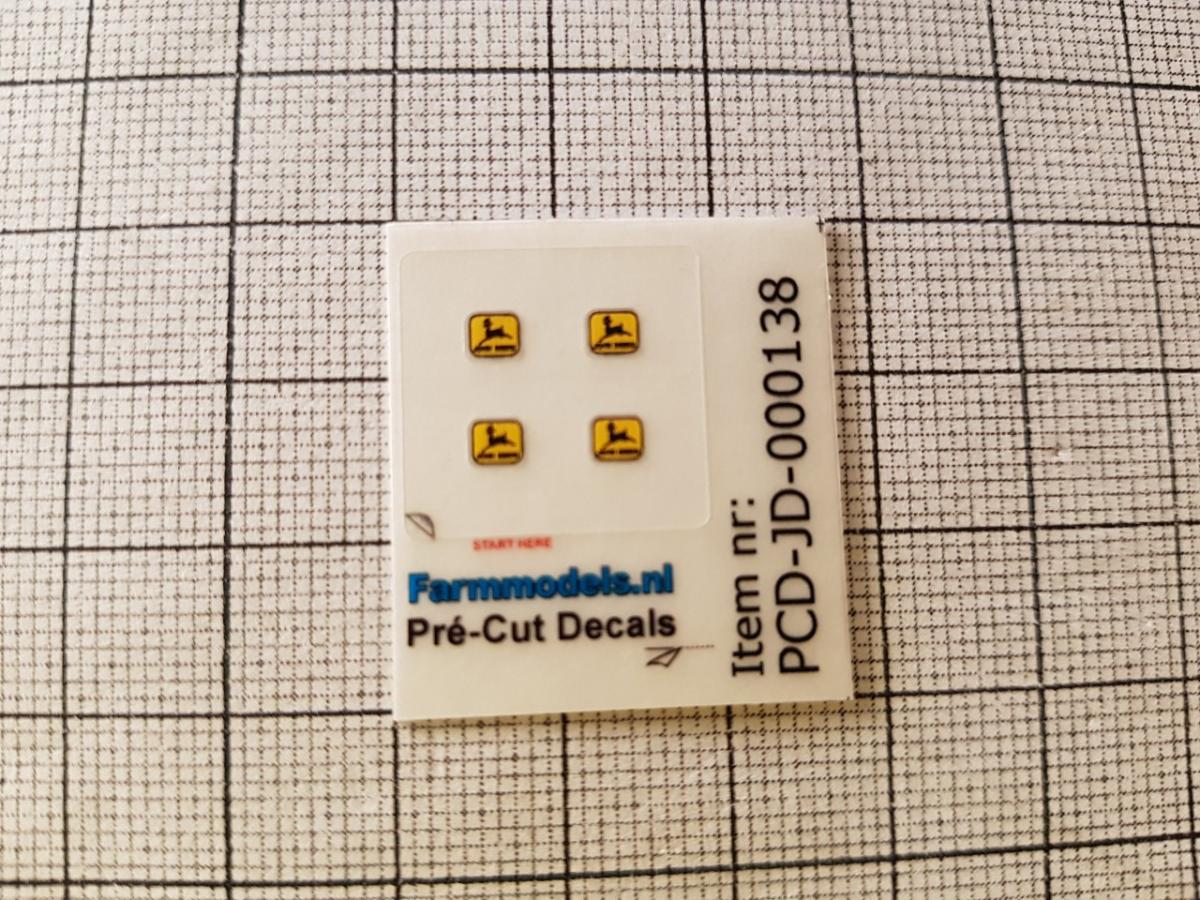 START HERE
Farmmodels.nl
Pré-Cut Decals
Item nr:
PCD-JD-000138